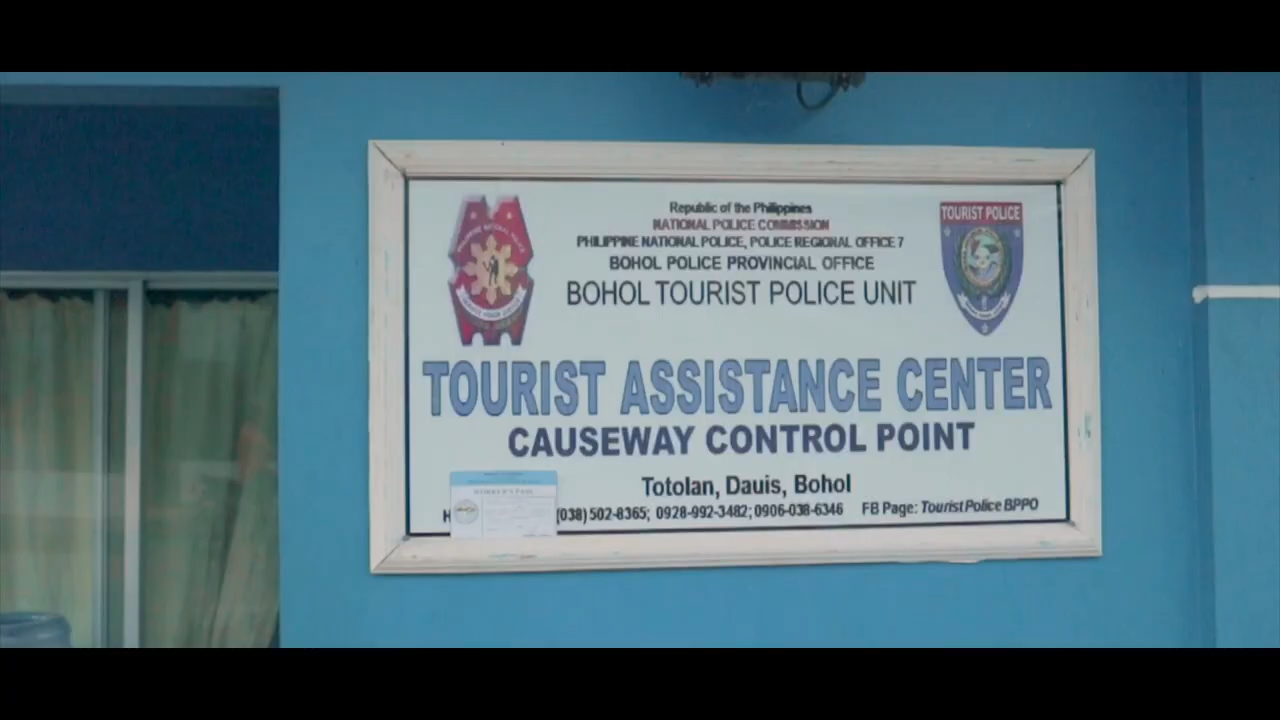 Republic of the Philippines
NATIONAL POLICE COMMISSION
PHILIPPINE NATIONAL POLICE, POLICE REGIONAL OFFICE 7
BOHOL POLICE PROVINCIAL OFFICE
BOHOL TOURIST POLICE UNIT
TOURIST POLICE
TOURIST ASSISTANCE CENTER
CAUSEWAY CONTROL POINT
Totolan, Dauis, Bohol
(038) 502-8365; 0928-992-3482; 0906-038-6346 FB Page: Tourist Police BPPO